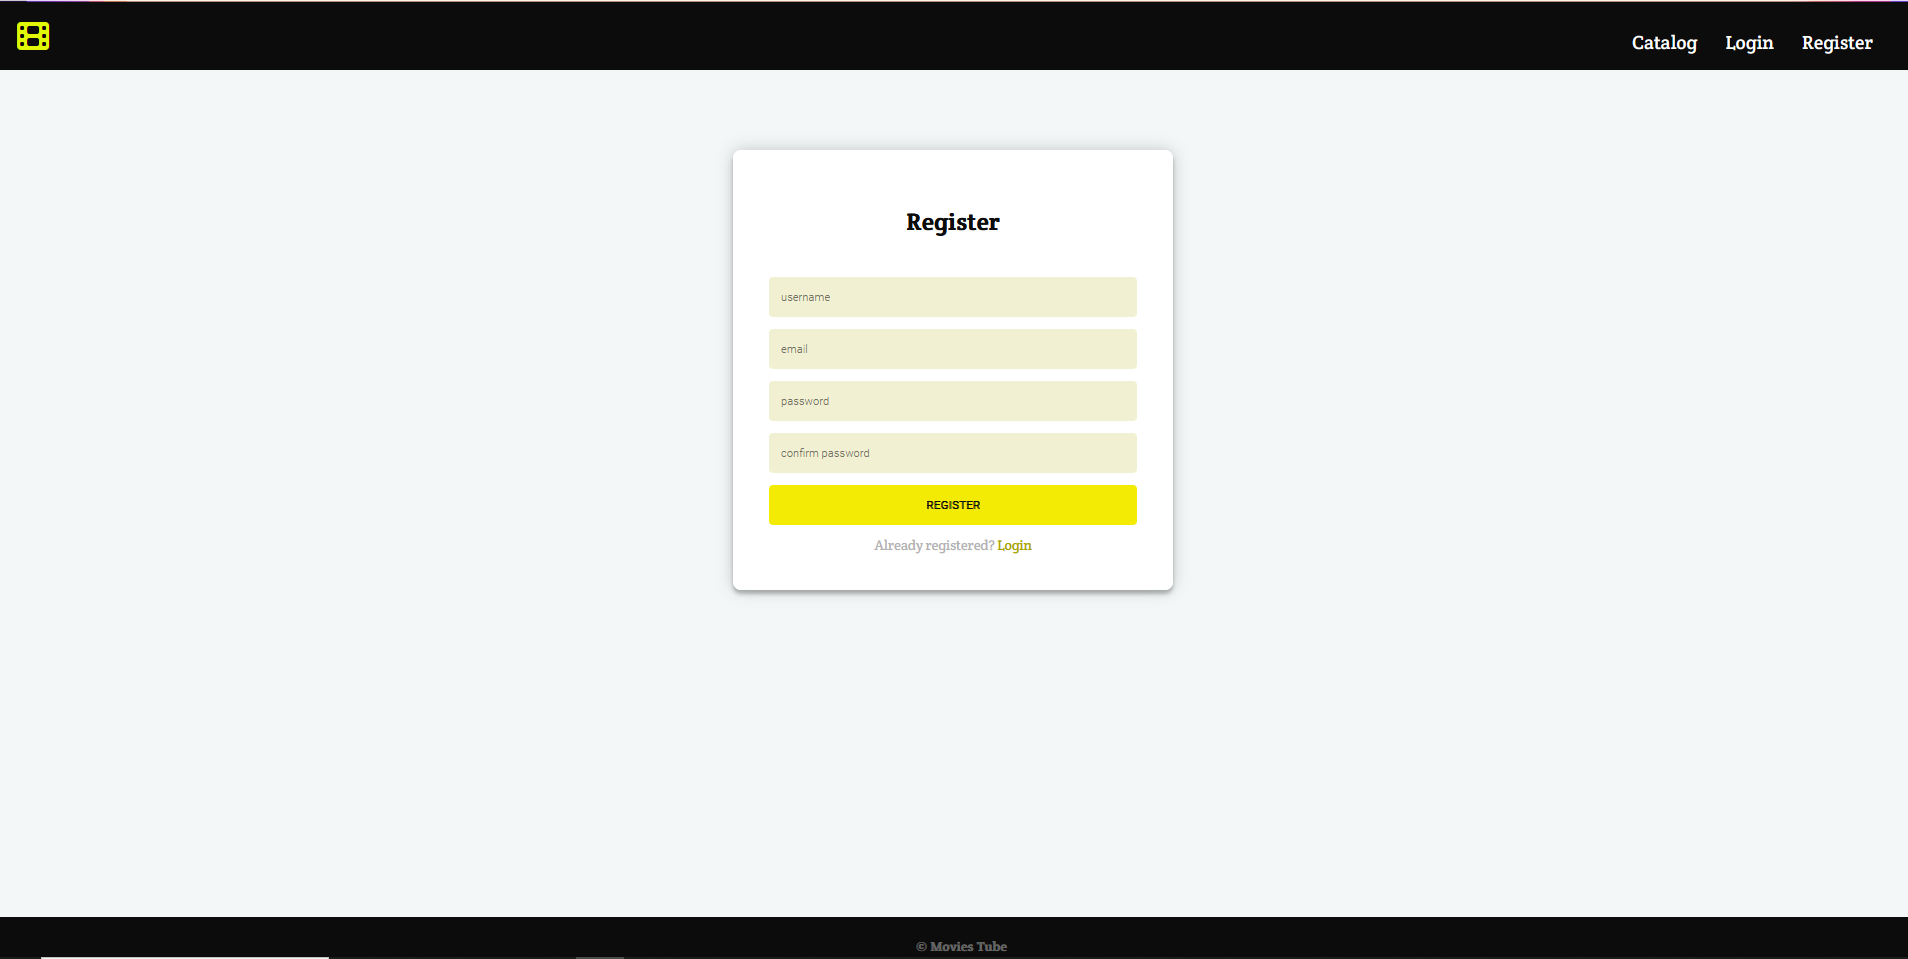 Catalog Login Register
Register
username
email
password
confirm password
REGISTER
Already registered? Login
© Movies Tube